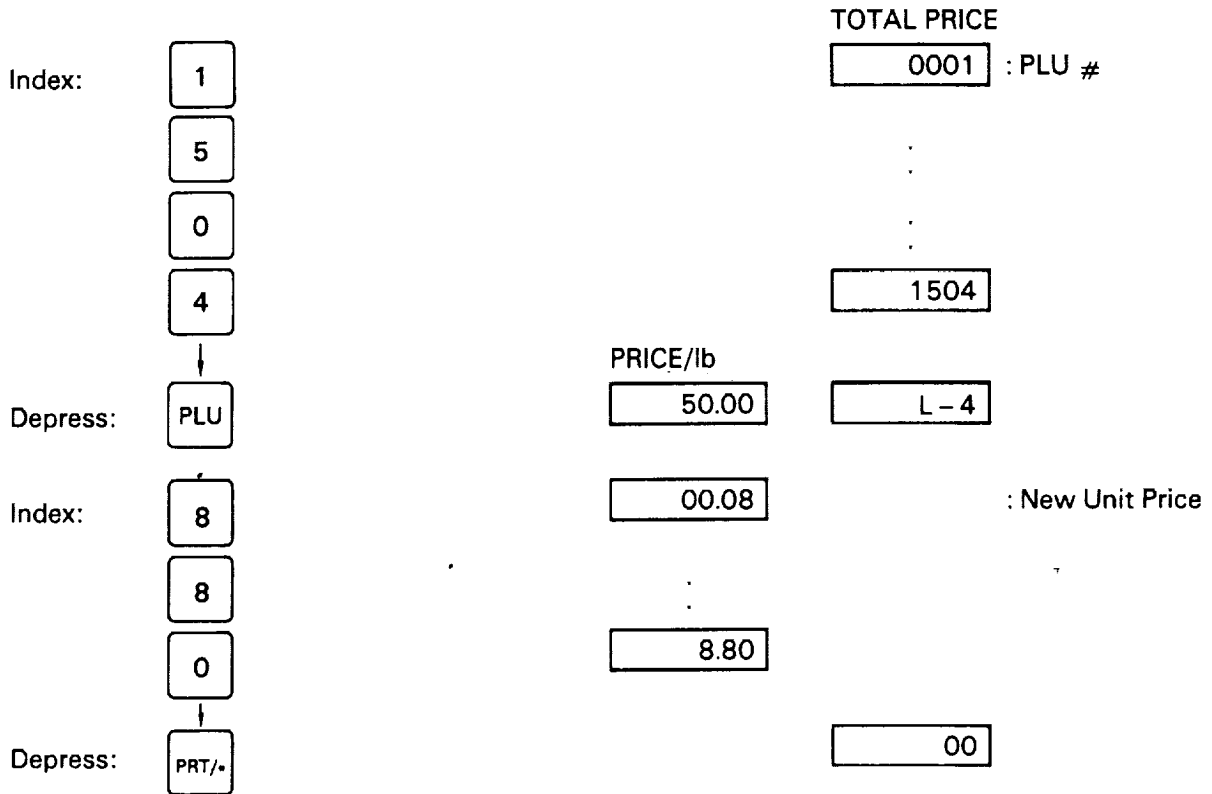 TOTAL PRICE
Index: 1 0001 : PLU #
5
0
4 1504
PRICE/lb
Depress: PLU 50.00 L–4
Index: 8 00.08 : New Unit Price
8
0 8.80
Depress: PRT/* 00